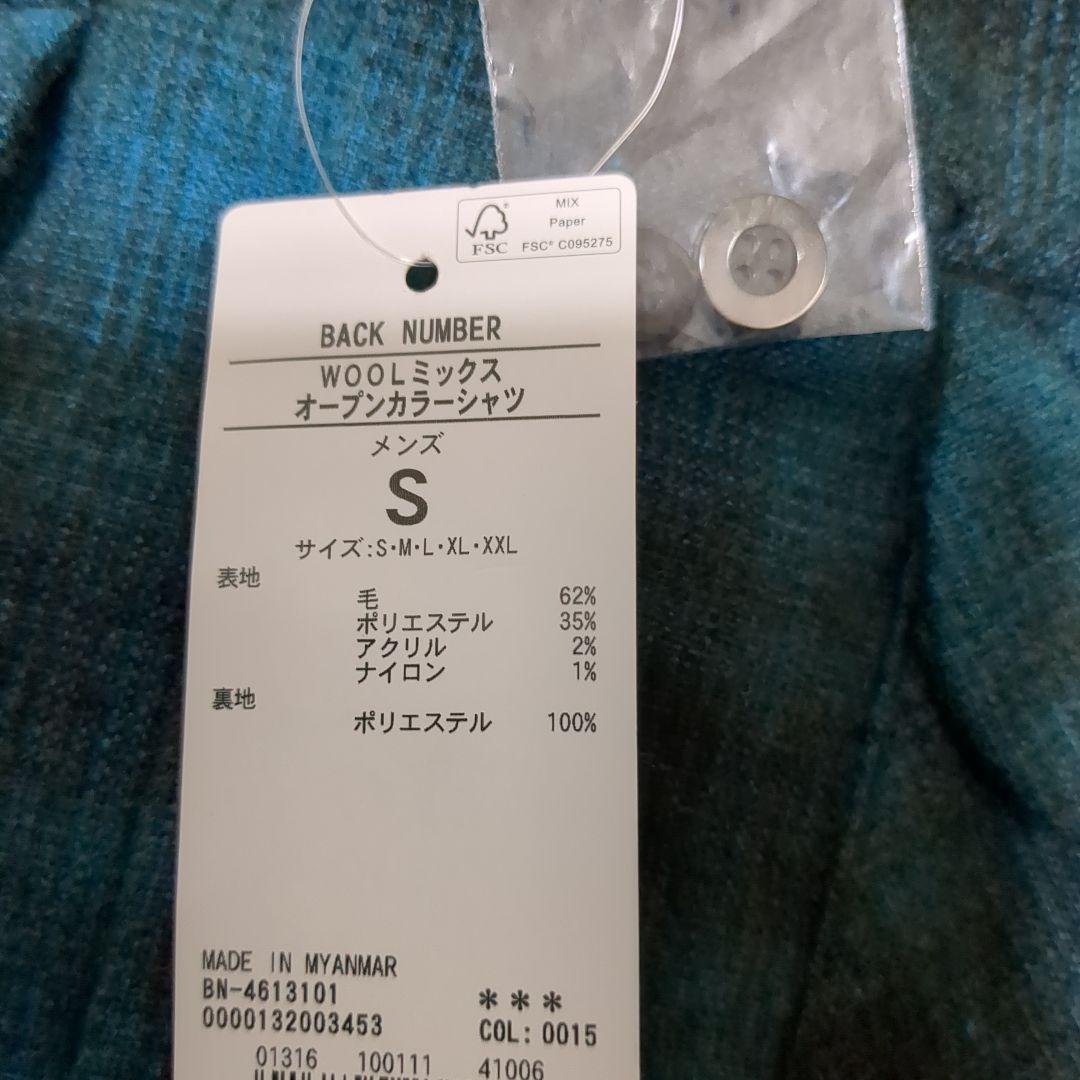 MIX
Paper
FSC® C095275
FSC
BACK NUMBER
WOOLミックス
オープンカラーシャツ
メンズ
S
サイズ:S・M・L・XL・XXL
表地
毛 62%
ポリエステル 35%
アクリル 2%
ナイロン 1%
裏地
ポリエステル 100%
MADE IN MYANMAR
BN-4613101
0000132003453
***
COL: 0015
01316 100111 41006